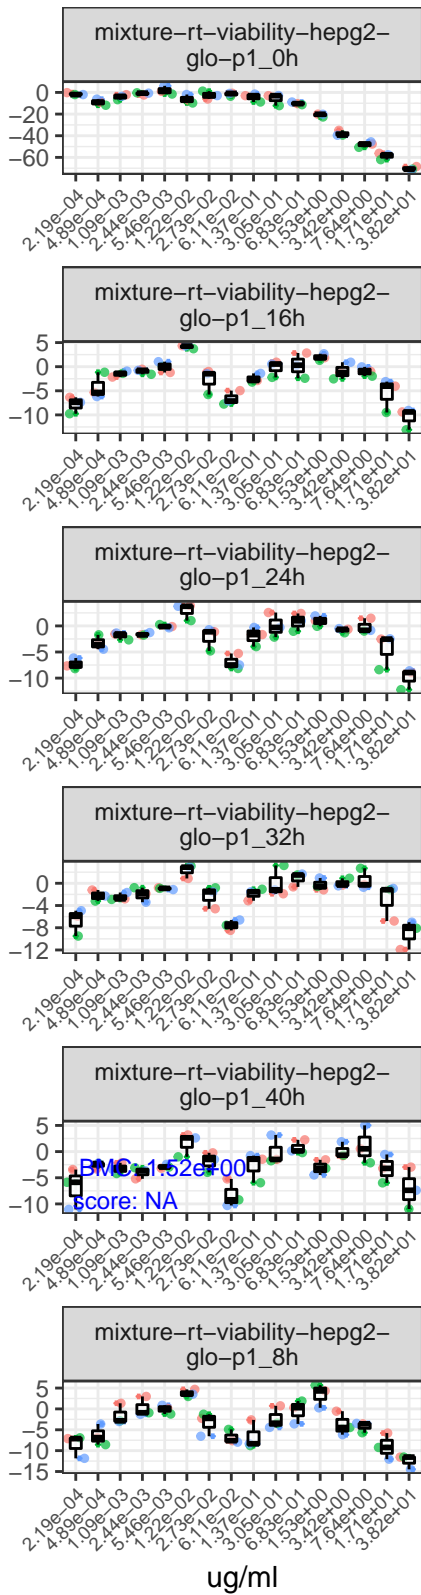 mixture−rt−viability−hepg2−
glo−p1_0h
0
−20
−40
−60
2.19e−04
4.89e−04
1.09e−03
2.44e−03
5.46e−03
1.22e−02
2.73e−02
6.11e−02
1.37e−01
3.05e−01
6.83e−01
1.53e+00
3.42e+00
7.64e+00
1.71e+01
3.82e+01
mixture−rt−viability−hepg2−
glo−p1_16h
5
0
−5
−10
2.19e−04
4.89e−04
1.09e−03
2.44e−03
5.46e−03
1.22e−02
2.73e−02
6.11e−02
1.37e−01
3.05e−01
6.83e−01
1.53e+00
3.42e+00
7.64e+00
1.71e+01
3.82e+01
mixture−rt−viability−hepg2−
glo−p1_24h
0
−5
−10
2.19e−04
4.89e−04
1.09e−03
2.44e−03
5.46e−03
1.22e−02
2.73e−02
6.11e−02
1.37e−01
3.05e−01
6.83e−01
1.53e+00
3.42e+00
7.64e+00
1.71e+01
3.82e+01
mixture−rt−viability−hepg2−
glo−p1_32h
0
−4
−8
−12
2.19e−04
4.89e−04
1.09e−03
2.44e−03
5.46e−03
1.22e−02
2.73e−02
6.11e−02
1.37e−01
3.05e−01
6.83e−01
1.53e+00
3.42e+00
7.64e+00
1.71e+01
3.82e+01
mixture−rt−viability−hepg2−
glo−p1_40h
5
0
−5
−10
BMC: 1.52e+00
score: NA
2.19e−04
4.89e−04
1.09e−03
2.44e−03
5.46e−03
1.22e−02
2.73e−02
6.11e−02
1.37e−01
3.05e−01
6.83e−01
1.53e+00
3.42e+00
7.64e+00
1.71e+01
3.82e+01
mixture−rt−viability−hepg2−
glo−p1_8h
5
0
−5
−10
−15
2.19e−04
4.89e−04
1.09e−03
2.44e−03
5.46e−03
1.22e−02
2.73e−02
6.11e−02
1.37e−01
3.05e−01
6.83e−01
1.53e+00
3.42e+00
7.64e+00
1.71e+01
3.82e+01
ug/ml